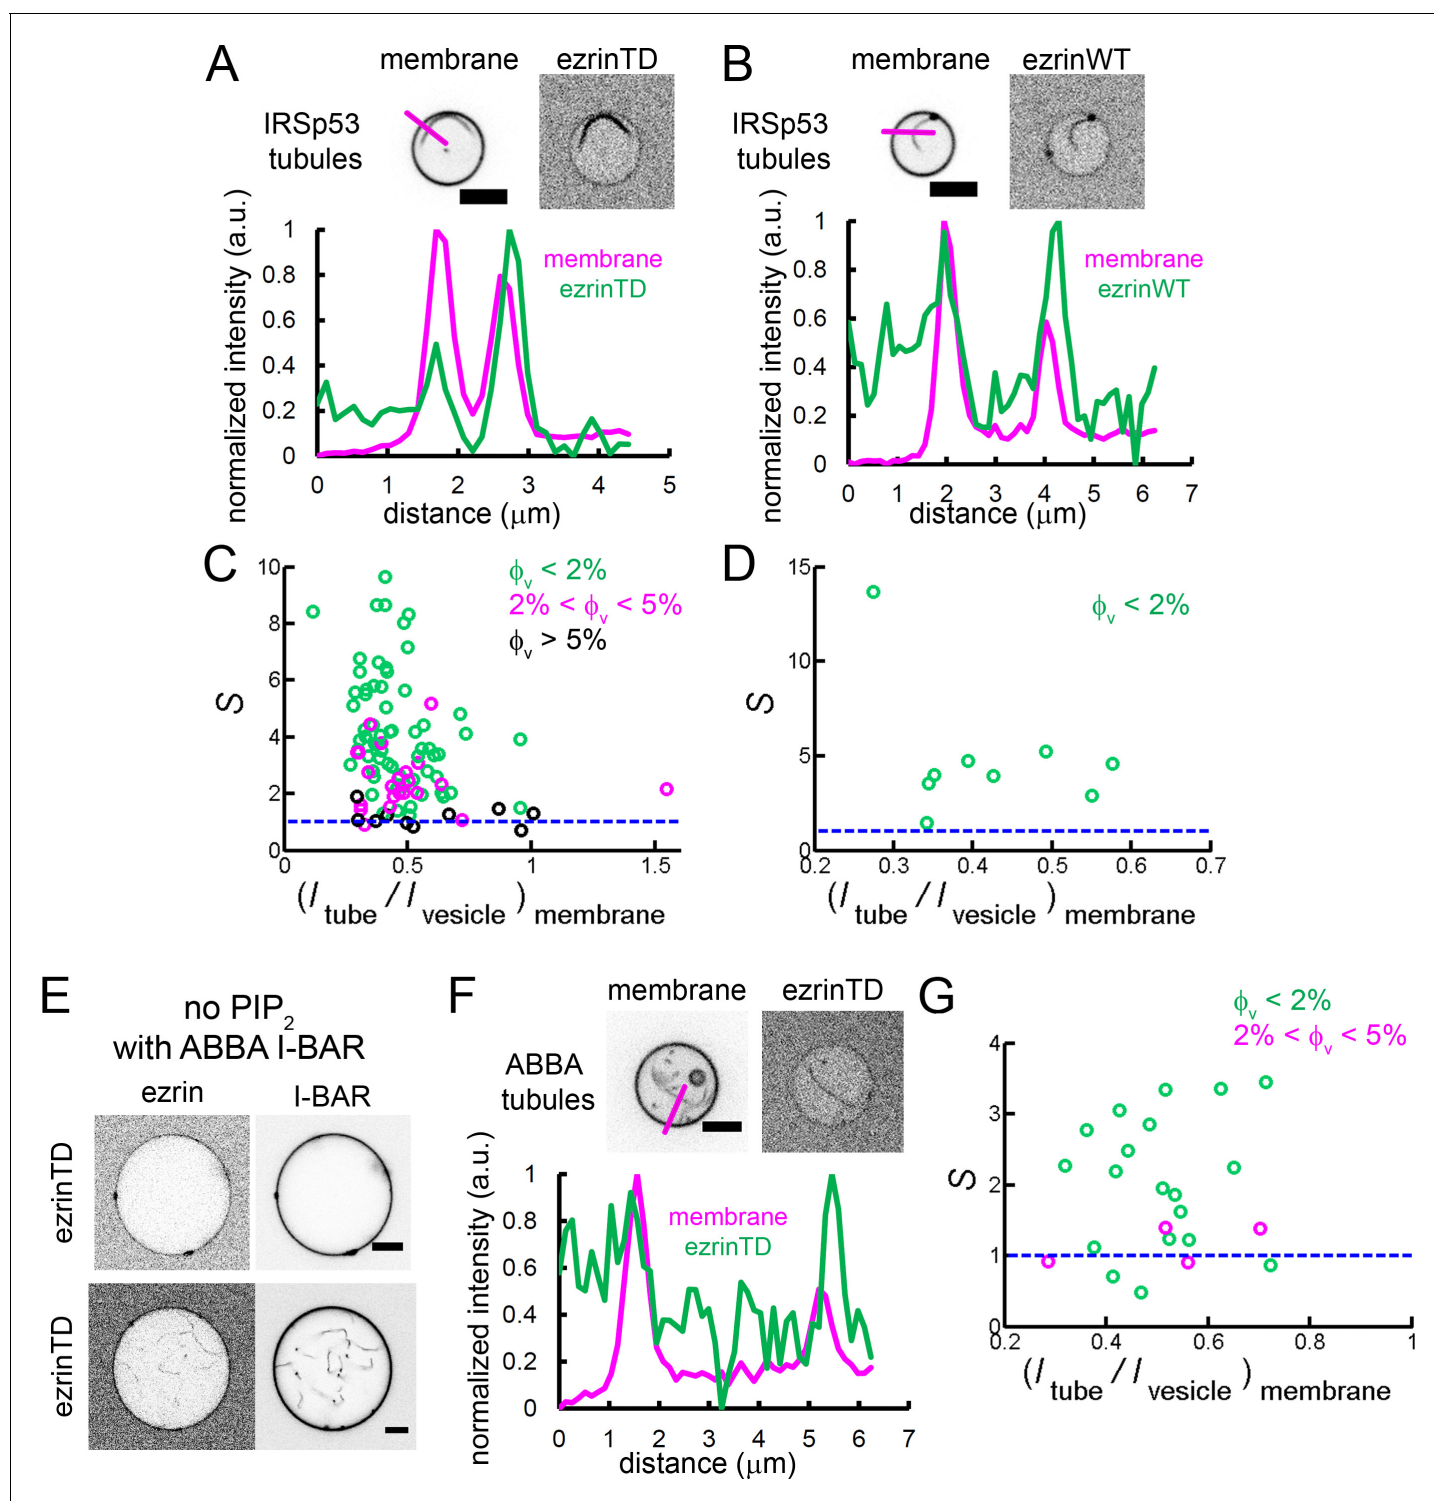 A
membrane
ezrinTD
IRSp53
tubules
normalized intensity (a.u.)
1
0.8
0.6
0.4
0.2
0
membrane
ezrinTD
0 1 2 3 4 5
distance (μm)
B
membrane
ezrinWT
IRSp53
tubules
normalized intensity (a.u.)
1
0.8
0.6
0.4
0.2
0
membrane
ezrinWT
0 1 2 3 4 5 6 7
distance (μm)
C
S
10
8
6
4
2
0
ϕv < 2%
2% < ϕv < 5%
ϕv > 5%
0 0.5 1 1.5
(I tube / I vesicle) membrane
D
S
15
10
5
0
ϕv < 2%
0.2 0.3 0.4 0.5 0.6 0.7
(I tube / I vesicle) membrane
E
no PIP2
with ABBA I-BAR
ezrin
I-BAR
ezrinTD
ezrinTD
F
membrane
ezrinTD
ABBA
tubules
normalized intensity (a.u.)
1
0.8
0.6
0.4
0.2
0
membrane
ezrinTD
0 1 2 3 4 5 6 7
distance (μm)
G
ϕv < 2%
2% < ϕv < 5%
S
4
3
2
1
0
0.2 0.4 0.6 0.8 1
(I tube / I vesicle) membrane